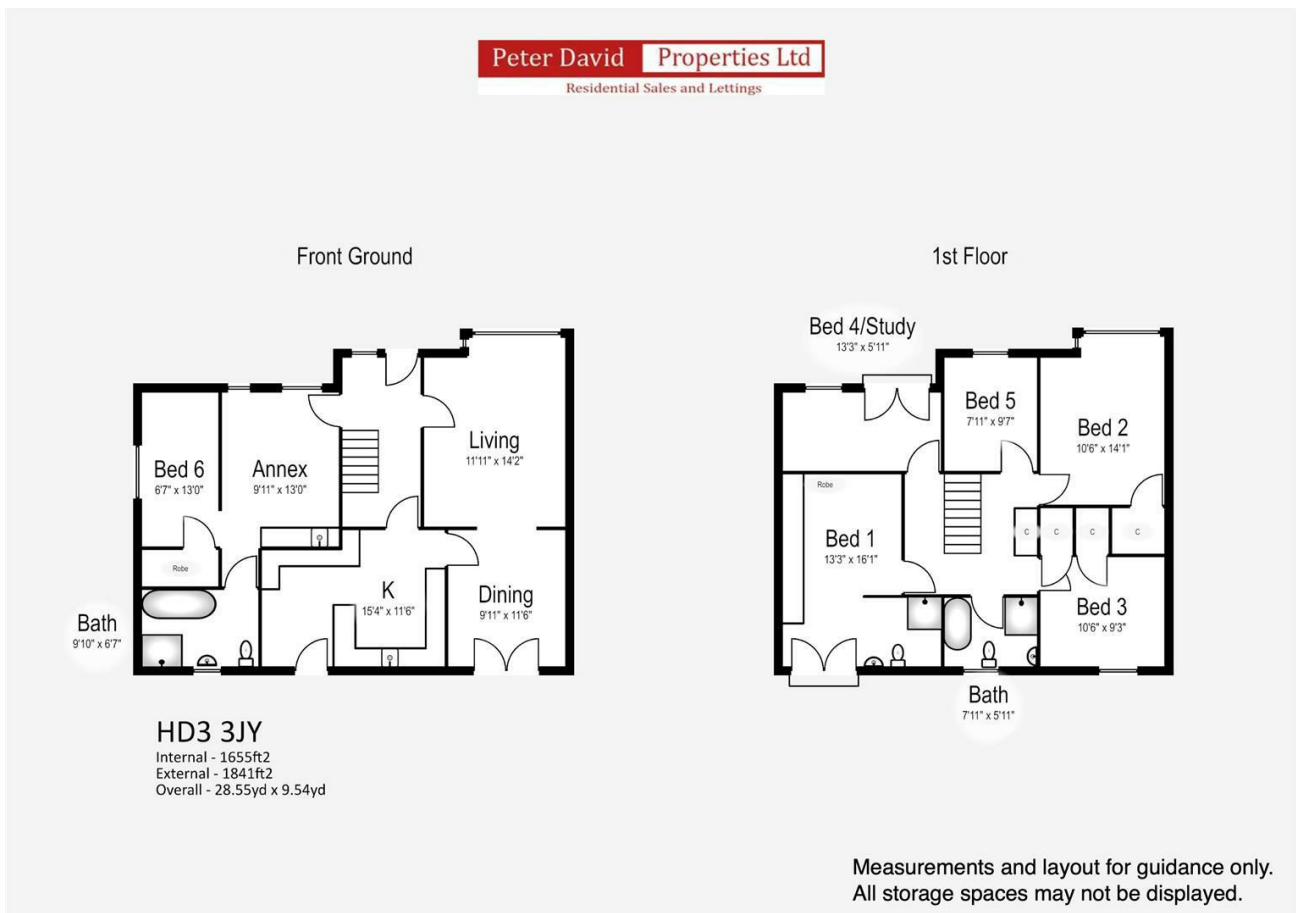 Peter David Properties Ltd
Residential Sales and Lettings
Front Ground
Bed 6
6'7" x 13'0"
Annex
9'11" x 13'0"
Living
11'11" x 14'2"
Robe
K
15'4" x 11'6"
Dining
9'11" x 11'6"
Bath
9'10" x 6'7"
1st Floor
Bed 4/Study
13'3" x 5'11"
Bed 5
7'11" x 9'7"
Bed 2
10'6" x 14'1"
Robe
Bed 1
13'3" x 16'1"
C
C
C
C
Bed 3
10'6" x 9'3"
Bath
7'11" x 5'11"
HD3 3JY
Internal - 1655ft2
External - 1841ft2
Overall - 28.55yd x 9.54yd
Measurements and layout for guidance only.
All storage spaces may not be displayed.